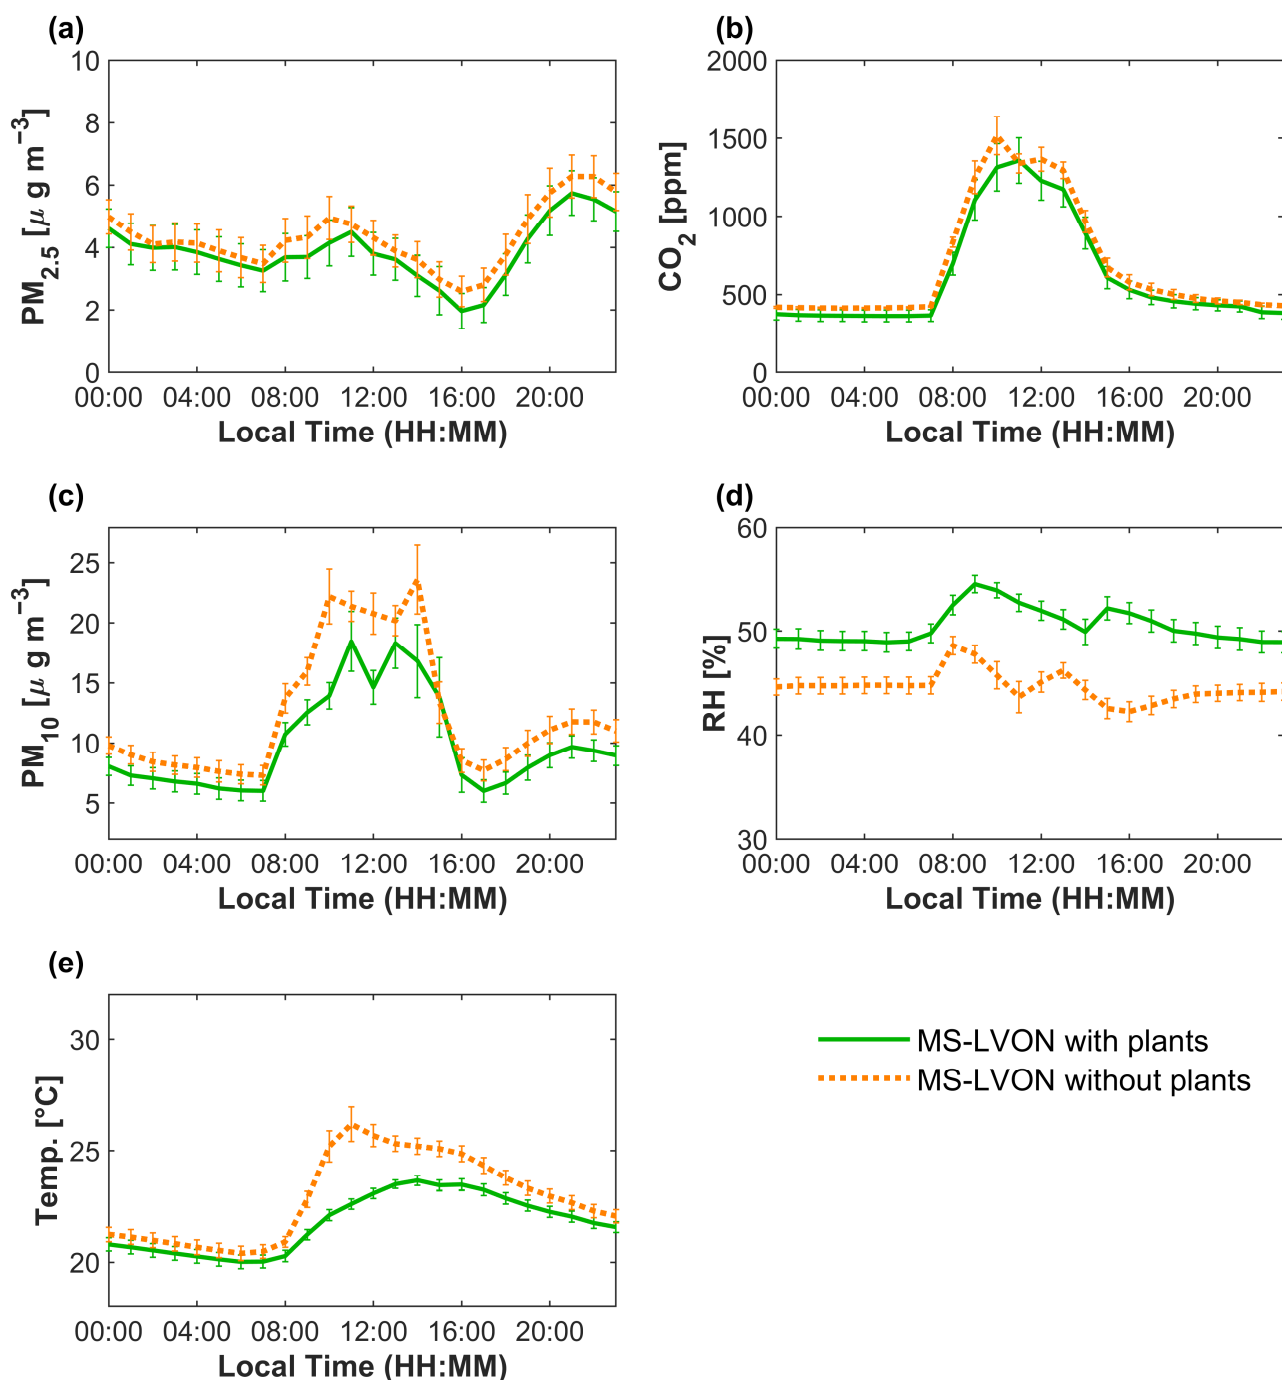 (a)
10
8
6
4
2
0
PM2.5 [μ g m−3]
00:00 04:00 08:00 12:00 16:00 20:00
Local Time (HH:MM)
(b)
2000
1500
1000
500
0
CO2 [ppm]
00:00 04:00 08:00 12:00 16:00 20:00
Local Time (HH:MM)
(c)
25
20
15
10
5
PM10 [μ g m−3]
00:00 04:00 08:00 12:00 16:00 20:00
Local Time (HH:MM)
(d)
60
50
40
30
RH [%]
00:00 04:00 08:00 12:00 16:00 20:00
Local Time (HH:MM)
(e)
30
25
20
Temp. [°C]
00:00 04:00 08:00 12:00 16:00 20:00
Local Time (HH:MM)
MS-LVON with plants
MS-LVON without plants